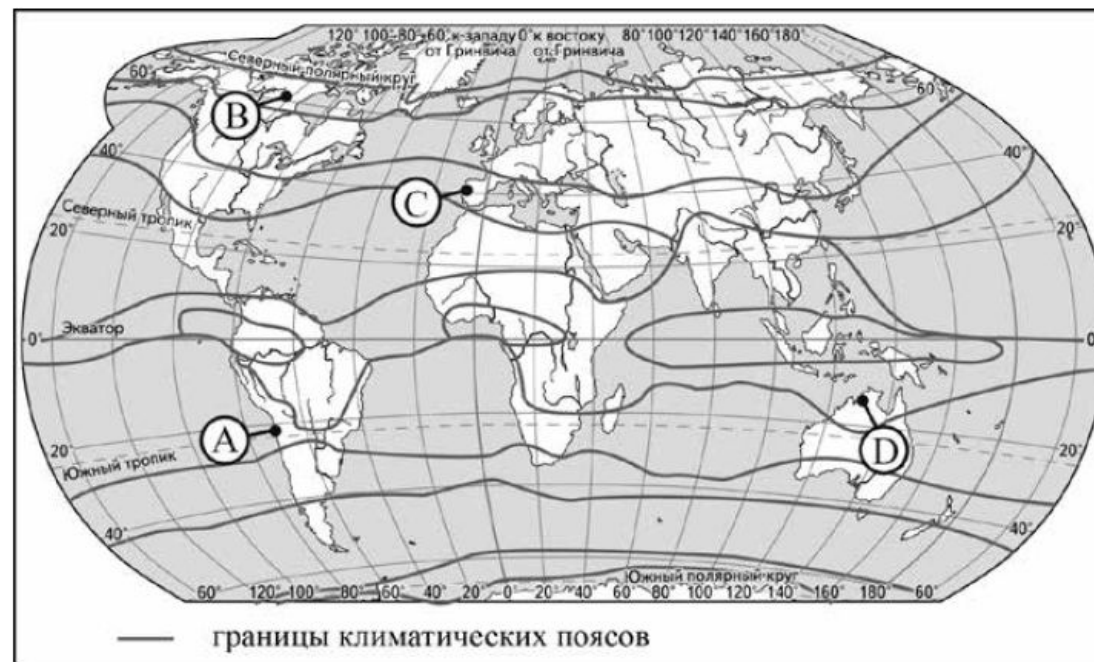 120° 100° 80° 60° к западу 0° к востоку 80° 100° 120° 140° 160° 180°
от Гринвича от Гринвича
Северный полярный круг
60°
60°
B
40°
40°
C
Северный тропик
20°
20°
Экватор
0°
0
A
D
20°
20°
Южный тропик
40°
40°
Южный полярный круг
60° 120° 100° 80° 60° 40° 20° 0° 20° 40° 60° 80° 100° 120° 140° 160° 180° 60°
границы климатических поясов